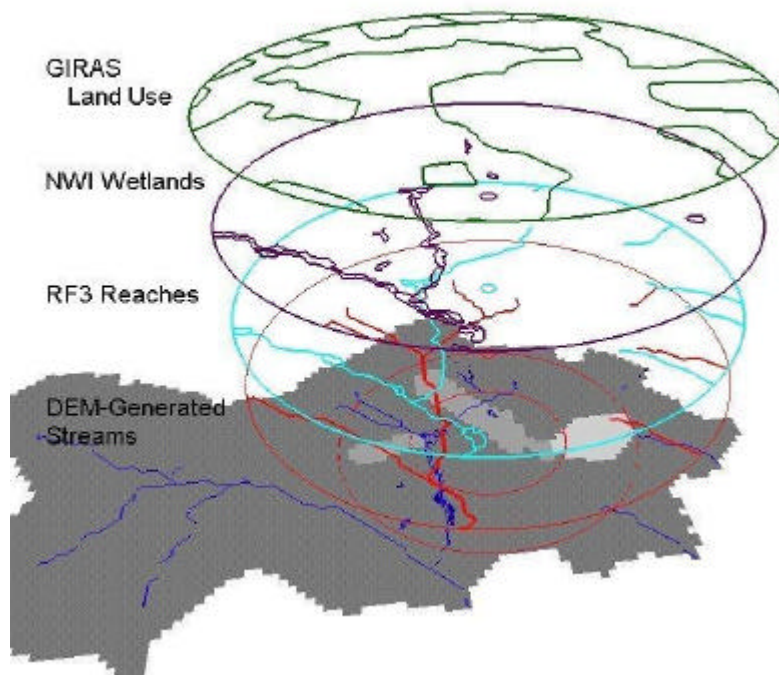 GIRAS
Land Use
NWI Wetlands
RF3 Reaches
DEM-Generated
Streams